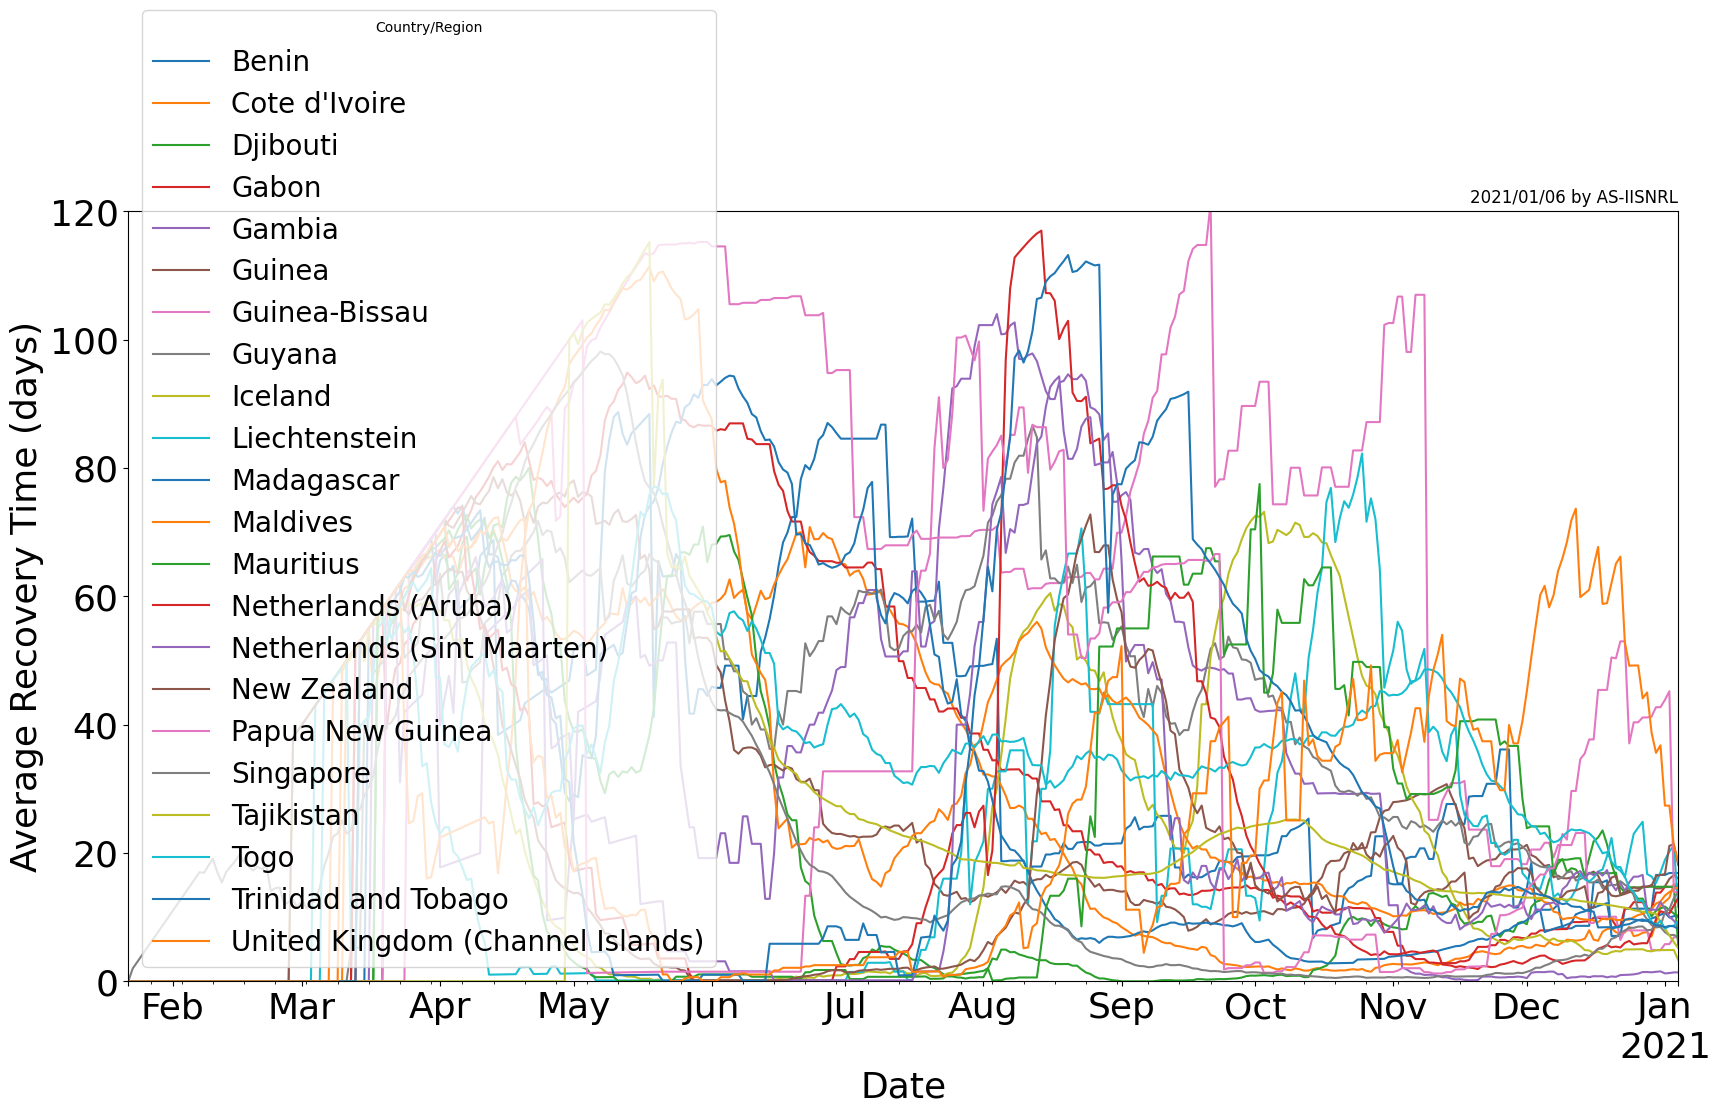 Country/Region
Benin
Cote d'Ivoire
Djibouti
Gabon
Gambia
Guinea
Guinea-Bissau
Guyana
Iceland
Liechtenstein
Madagascar
Maldives
Mauritius
Netherlands (Aruba)
Netherlands (Sint Maarten)
New Zealand
Papua New Guinea
Singapore
Tajikistan
Togo
Trinidad and Tobago
United Kingdom (Channel Islands)
2021/01/06 by AS-IISNRL
Average Recovery Time (days)
120
100
80
60
40
20
0
Feb Mar Apr May Jun Jul Aug Sep Oct Nov Dec Jan
2021
Date